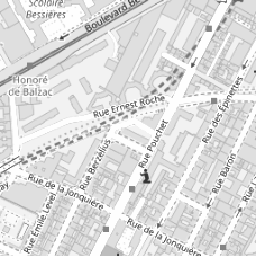 Scolaire
Bessières
Boulevard Be
Honoré
de Balzac
Rue Ernest Roche
Rue Pouchet
Rue des Épinettes
Rue Berzélius
Rue Baron
Rue de la Jonquière
Rue Émile Level
Rue de la Jonquière